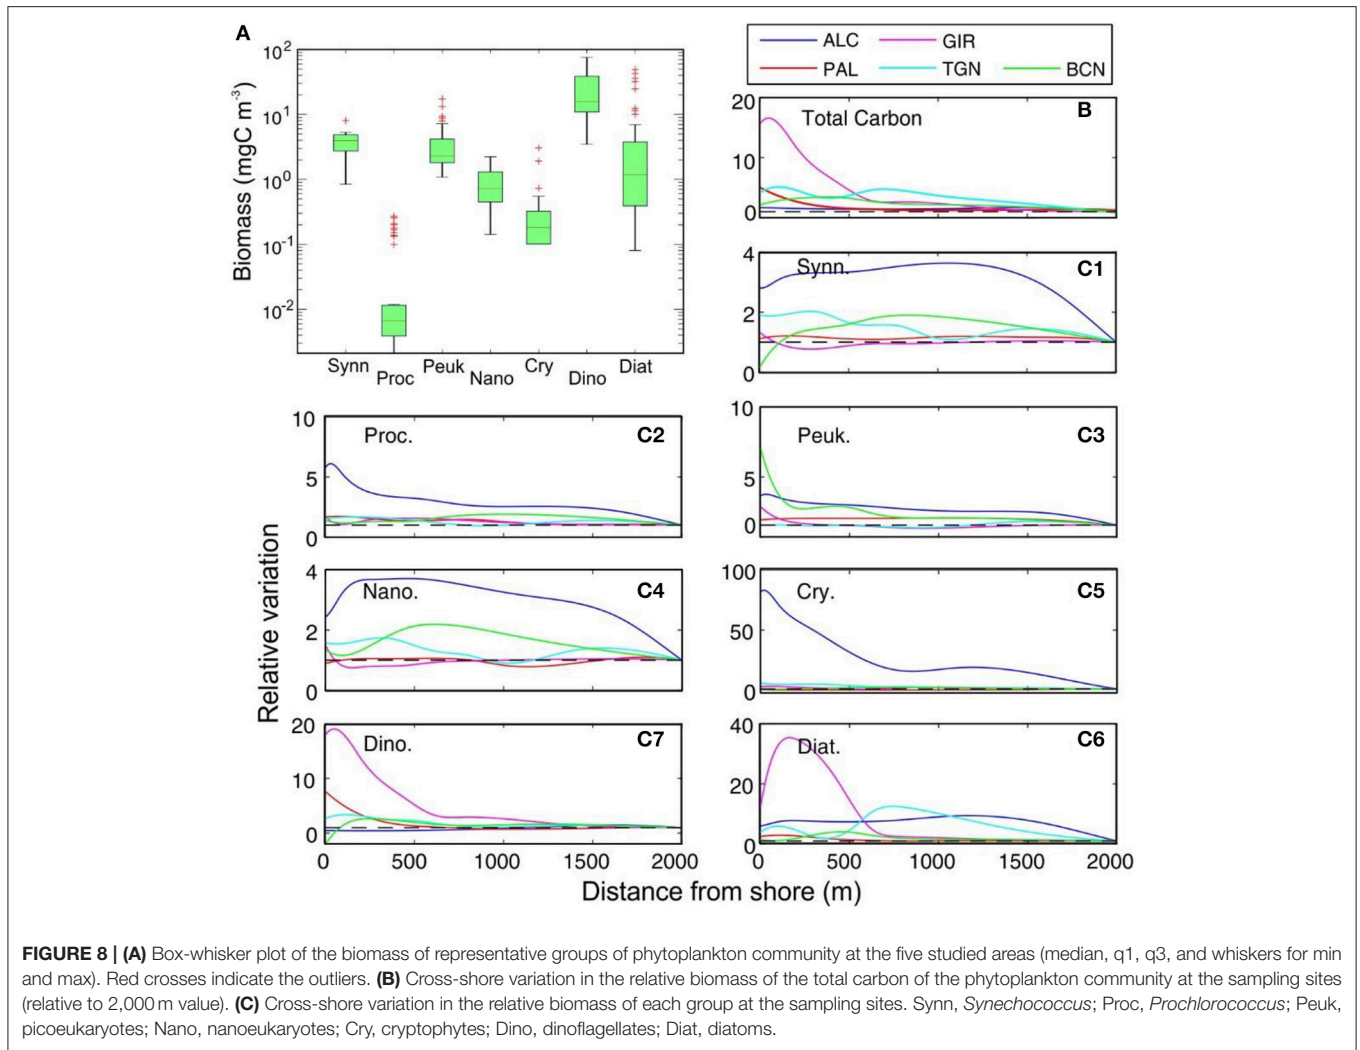 A
10^2
10^1
10^0
10^-1
10^-2
Biomass (mgC m^-3)
Synn
Proc
Peuk
Nano
Cry
Dino
Diat
ALC
GIR
PAL
TGN
BCN
B
Total Carbon
20
10
0
C1
Synn.
4
2
0
C2
Proc.
10
5
0
C3
Peuk.
10
5
0
C4
Nano.
4
2
0
C5
Cry.
100
50
0
C7
Dino.
20
10
0
0 500 1000 1500 2000
C6
Diat.
40
20
0
0 500 1000 1500 2000
Relative variation
Distance from shore (m)
FIGURE 8 | (A) Box-whisker plot of the biomass of representative groups of phytoplankton community at the five studied areas (median, q1, q3, and whiskers for min
and max). Red crosses indicate the outliers. (B) Cross-shore variation in the relative biomass of the total carbon of the phytoplankton community at the sampling sites
(relative to 2,000 m value). (C) Cross-shore variation in the relative biomass of each group at the sampling sites. Synn, Synechococcus; Proc, Prochlorococcus; Peuk,
picoeukaryotes; Nano, nanoeukaryotes; Cry, cryptophytes; Dino, dinoflagellates; Diat, diatoms.